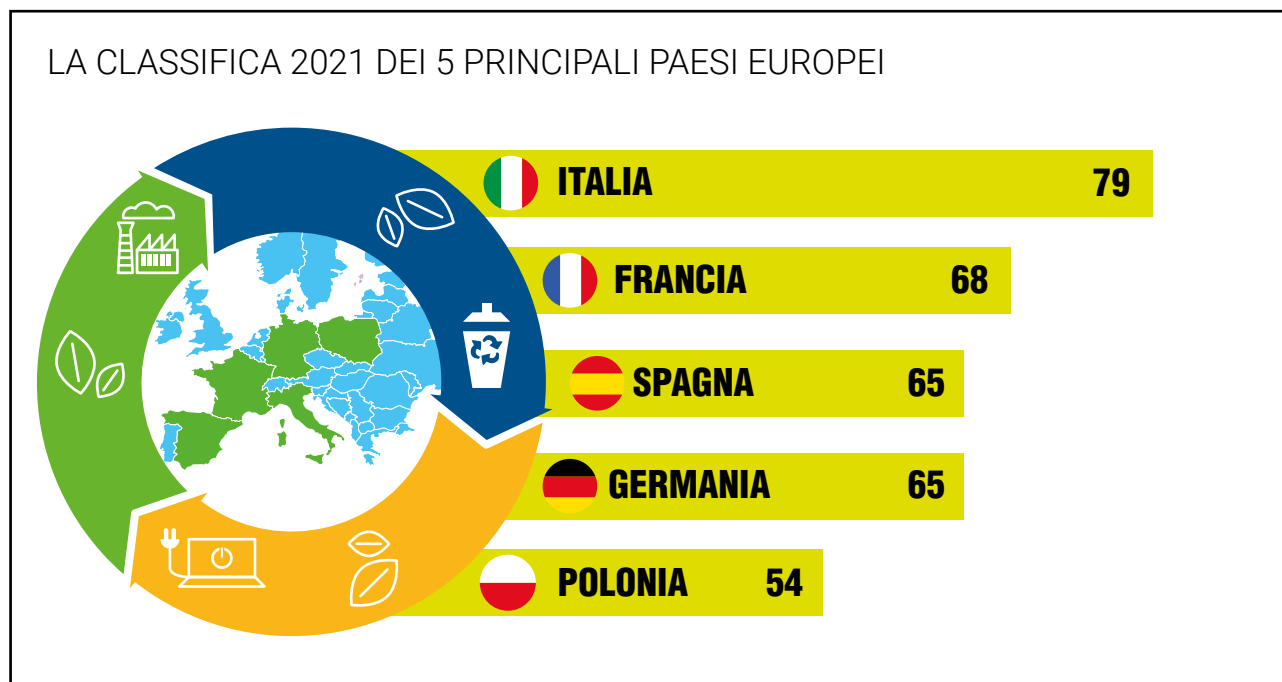 LA CLASSIFICA 2021 DEI 5 PRINCIPALI PAESI EUROPEI
ITALIA 79
FRANCIA 68
SPAGNA 65
GERMANIA 65
POLONIA 54